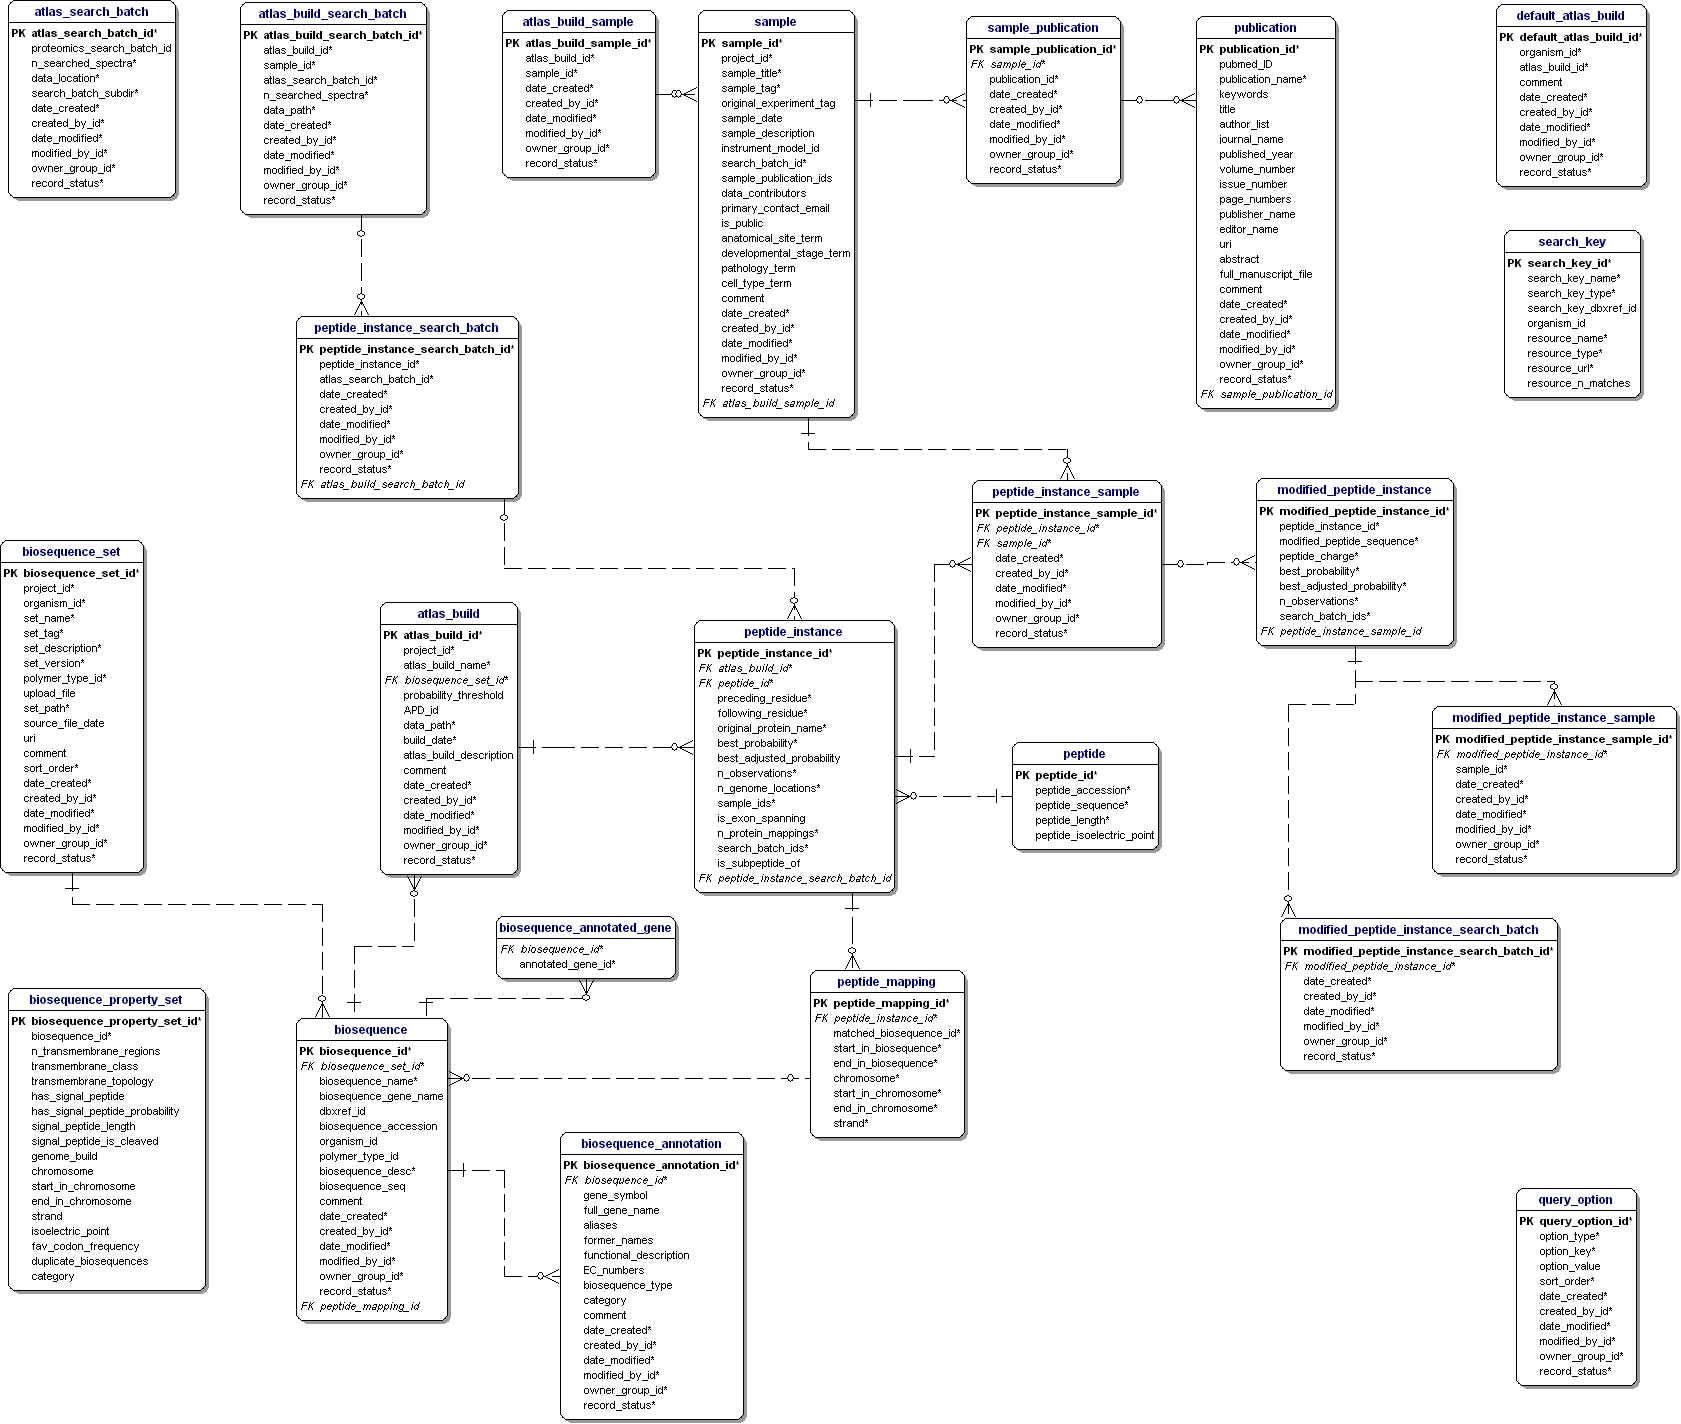 atlas_search_batch
PK atlas_search_batch_id*
proteomics_search_batch_id
n_searched_spectra*
data_location*
search_batch_subdir*
date_created*
created_by_id*
date_modified*
modified_by_id*
owner_group_id*
record_status*
atlas_build_search_batch
PK atlas_build_search_batch_id*
atlas_build_id*
sample_id*
atlas_search_batch_id*
n_searched_spectra*
data_path*
date_created*
created_by_id*
date_modified*
modified_by_id*
owner_group_id*
record_status*
atlas_build_sample
PK atlas_build_sample_id*
atlas_build_id*
sample_id*
date_created*
created_by_id*
date_modified*
modified_by_id*
owner_group_id*
record_status*
sample
PK sample_id*
project_id*
sample_title*
sample_tag*
original_experiment_tag
sample_date
sample_description
instrument_model_id
search_batch_id*
sample_publication_ids
data_contributors
primary_contact_email
is_public
anatomical_site_term
developmental_stage_term
pathology_term
cell_type_term
comment
date_created*
created_by_id*
date_modified*
modified_by_id*
owner_group_id*
record_status*
FK atlas_build_sample_id
sample_publication
PK sample_publication_id*
FK sample_id*
publication_id*
date_created*
created_by_id*
date_modified*
modified_by_id*
owner_group_id*
record_status*
publication
PK publication_id*
pubmed_ID
publication_name*
keywords
title
author_list
journal_name
published_year
volume_number
issue_number
page_numbers
publisher_name
editor_name
uri
abstract
full_manuscript_file
comment
date_created*
created_by_id*
date_modified*
modified_by_id*
owner_group_id*
record_status*
FK sample_publication_id
default_atlas_build
PK default_atlas_build_id*
organism_id*
atlas_build_id*
comment
date_created*
created_by_id*
date_modified*
modified_by_id*
owner_group_id*
record_status*
search_key
PK search_key_id*
search_key_name*
search_key_type*
search_key_dbxref_id
organism_id
resource_name*
resource_type*
resource_url*
resource_n_matches
peptide_instance_search_batch
PK peptide_instance_search_batch_id*
peptide_instance_id*
atlas_search_batch_id*
date_created*
created_by_id*
date_modified*
modified_by_id*
owner_group_id*
record_status*
FK atlas_build_search_batch_id
peptide_instance_sample
PK peptide_instance_sample_id*
FK peptide_instance_id*
FK sample_id*
date_created*
created_by_id*
date_modified*
modified_by_id*
owner_group_id*
record_status*
modified_peptide_instance
PK modified_peptide_instance_id*
peptide_instance_id*
modified_peptide_sequence*
peptide_charge*
best_probability*
best_adjusted_probability*
n_observations*
search_batch_ids*
FK peptide_instance_sample_id
biosequence_set
PK biosequence_set_id*
project_id*
organism_id*
set_name*
set_tag*
set_description*
set_version*
polymer_type_id*
upload_file
set_path*
source_file_date
uri
comment
sort_order*
date_created*
created_by_id*
date_modified*
modified_by_id*
owner_group_id*
record_status*
atlas_build
PK atlas_build_id*
project_id*
atlas_build_name*
FK biosequence_set_id*
probability_threshold
APD_id
data_path*
build_date*
atlas_build_description
comment
date_created*
created_by_id*
date_modified*
modified_by_id*
owner_group_id*
record_status*
peptide_instance
PK peptide_instance_id*
FK atlas_build_id*
FK peptide_id*
preceding_residue*
following_residue*
original_protein_name*
best_probability*
best_adjusted_probability
n_observations*
n_genome_locations*
sample_ids*
is_exon_spanning
n_protein_mappings*
search_batch_ids*
is_subpeptide_of
FK peptide_instance_search_batch_id
peptide
PK peptide_id*
peptide_accession*
peptide_sequence*
peptide_length*
peptide_isoelectric_point
modified_peptide_instance_sample
PK modified_peptide_instance_sample_id*
FK modified_peptide_instance_id*
sample_id*
date_created*
created_by_id*
date_modified*
modified_by_id*
owner_group_id*
record_status*
biosequence_annotated_gene
FK biosequence_id*
annotated_gene_id*
modified_peptide_instance_search_batch
PK modified_peptide_instance_search_batch_id*
FK modified_peptide_instance_id*
date_created*
created_by_id*
date_modified*
modified_by_id*
owner_group_id*
record_status*
biosequence_property_set
PK biosequence_property_set_id*
biosequence_id*
n_transmembrane_regions
transmembrane_class
transmembrane_topology
has_signal_peptide
has_signal_peptide_probability
signal_peptide_length
signal_peptide_is_cleaved
genome_build
chromosome
start_in_chromosome
end_in_chromosome
strand
isoelectric_point
fav_codon_frequency
duplicate_biosequences
category
biosequence
PK biosequence_id*
FK biosequence_set_id*
biosequence_name*
biosequence_gene_name
dbxref_id
biosequence_accession
organism_id
polymer_type_id
biosequence_desc*
biosequence_seq
comment
date_created*
created_by_id*
date_modified*
modified_by_id*
owner_group_id*
record_status*
FK peptide_mapping_id
peptide_mapping
PK peptide_mapping_id*
FK peptide_instance_id*
matched_biosequence_id*
start_in_biosequence*
end_in_biosequence*
chromosome*
start_in_chromosome*
end_in_chromosome*
strand*
biosequence_annotation
PK biosequence_annotation_id*
FK biosequence_id*
gene_symbol
full_gene_name
aliases
former_names
functional_description
EC_numbers
biosequence_type
category
comment
date_created*
created_by_id*
date_modified*
modified_by_id*
owner_group_id*
record_status*
query_option
PK query_option_id*
option_type*
option_key*
option_value
sort_order*
date_created*
created_by_id*
date_modified*
modified_by_id*
owner_group_id*
record_status*